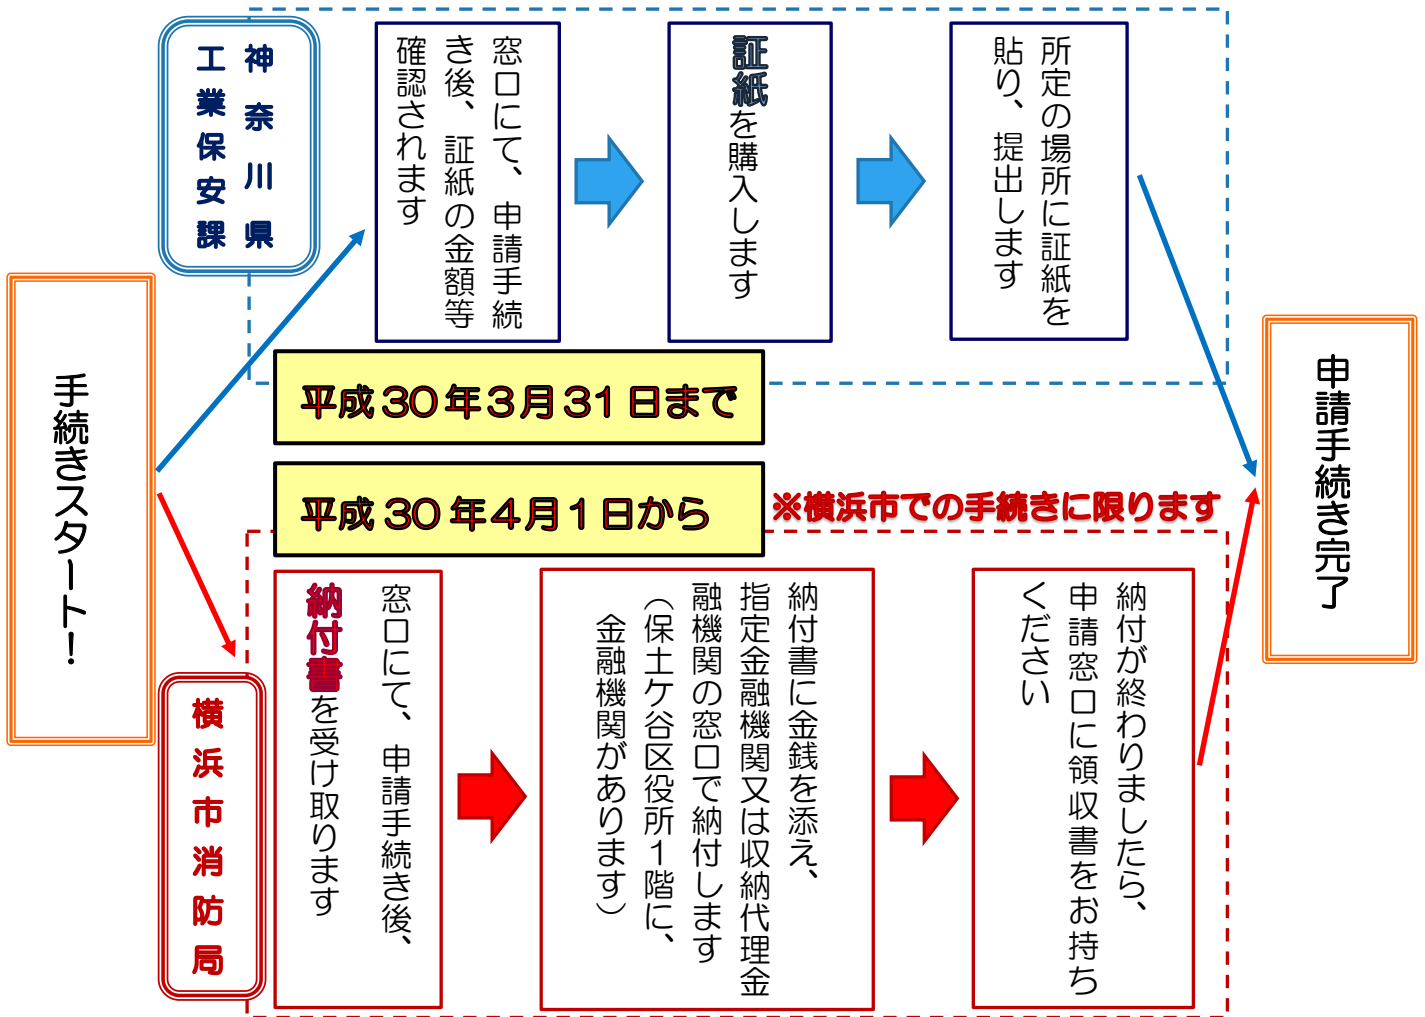 手続きスタート！
神奈川県
工業保安課
窓口にて、申請手続
き後、証紙の金額等
確認されます
証紙を購入します
所定の場所に証紙を
貼り、提出します
平成30年3月31日まで
平成30年4月1日から
※横浜市での手続きに限ります
横浜市消防局
窓口にて、申請手続き後、
納付書を受け取ります
納付書に金銭を添え、
指定金融機関又は収納代理金
融機関の窓口で納付します
（保土ケ谷区役所1階に、
金融機関があります）
納付が終わりましたら、
申請窓口に領収書をお持ち
ください
申請手続き完了